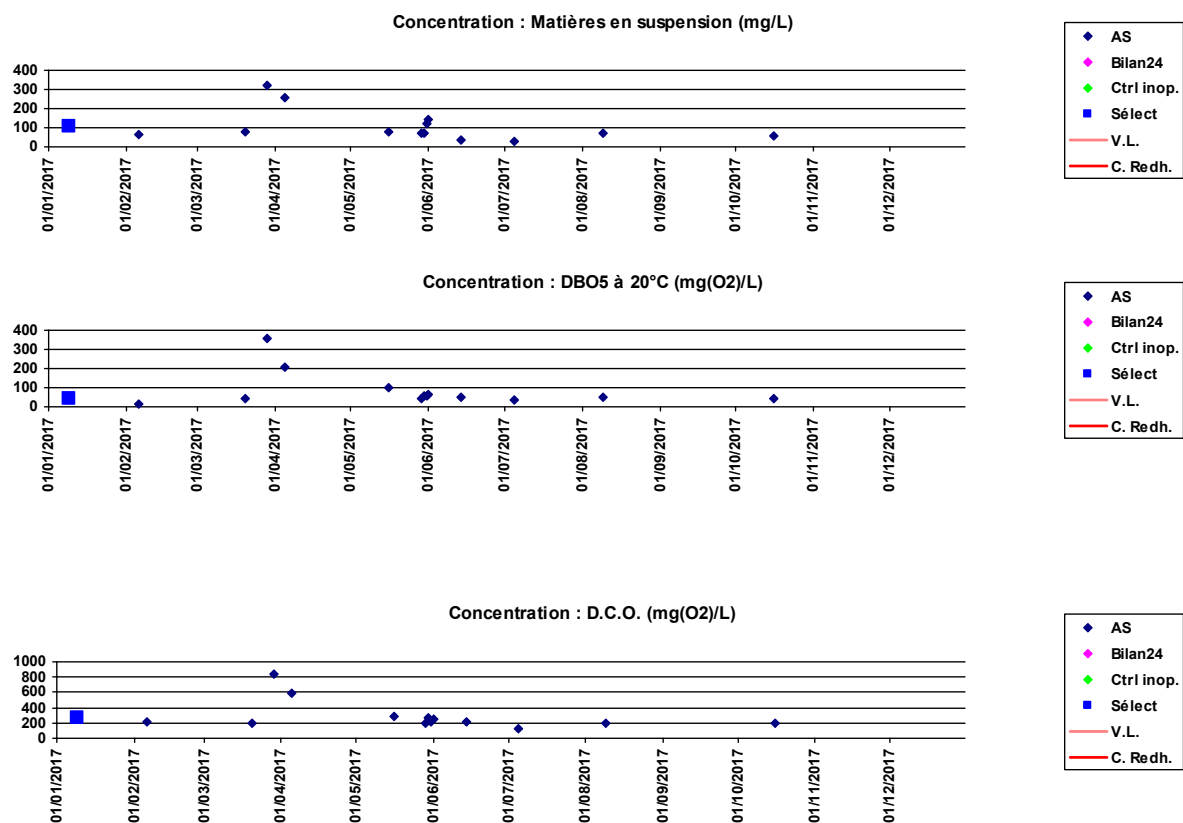 Concentration : Matières en suspension (mg/L)
400
300
200
100
0
01/01/2017
01/02/2017
01/03/2017
01/04/2017
01/05/2017
01/06/2017
01/07/2017
01/08/2017
01/09/2017
01/10/2017
01/11/2017
01/12/2017
AS
Bilan24
Ctrl inop.
Sélect
V.L.
C. Redh.
Concentration : DBO5 à 20°C (mg(O2)/L)
400
300
200
100
0
01/01/2017
01/02/2017
01/03/2017
01/04/2017
01/05/2017
01/06/2017
01/07/2017
01/08/2017
01/09/2017
01/10/2017
01/11/2017
01/12/2017
AS
Bilan24
Ctrl inop.
Sélect
V.L.
C. Redh.
Concentration : D.C.O. (mg(O2)/L)
1000
800
600
400
200
0
01/01/2017
01/02/2017
01/03/2017
01/04/2017
01/05/2017
01/06/2017
01/07/2017
01/08/2017
01/09/2017
01/10/2017
01/11/2017
01/12/2017
AS
Bilan24
Ctrl inop.
Sélect
V.L.
C. Redh.